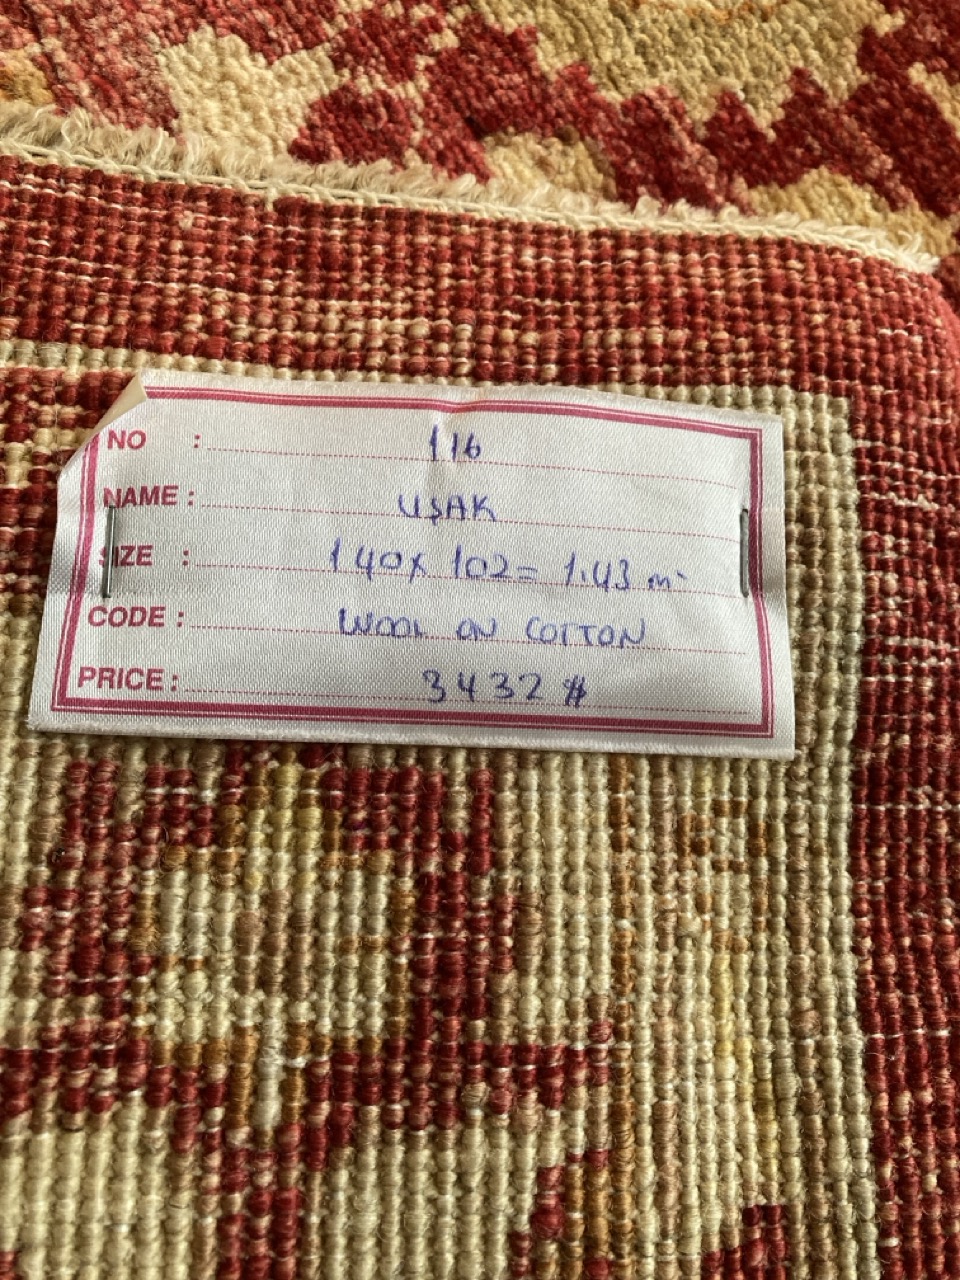 NO : 116
NAME : UŞAK
SIZE : 140x 102= 1.43 m²
CODE : WOOL ON COTTON
PRICE : 3432 #